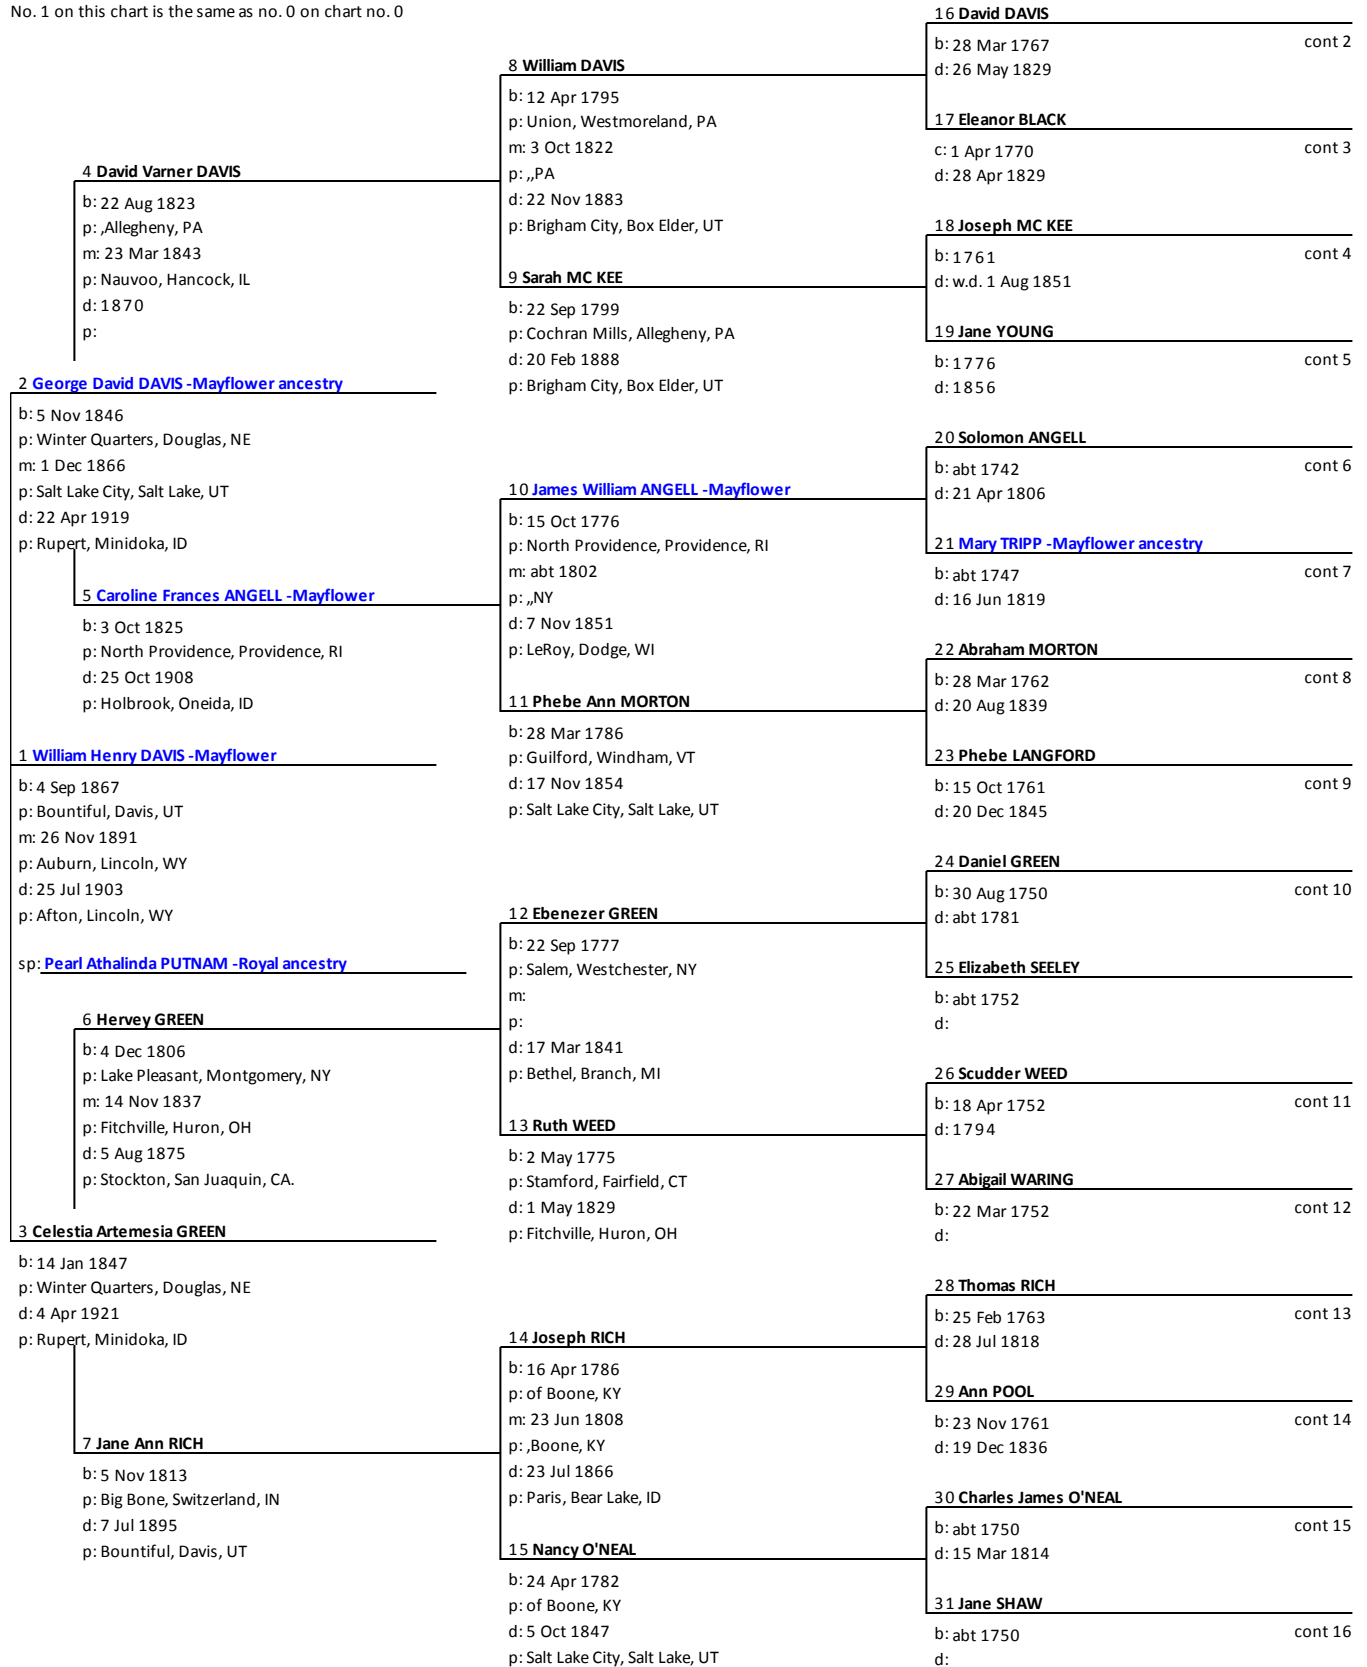 No. 1 on this chart is the same as no. 0 on chart no. 0
16 David DAVIS
b: 28 Mar 1767
cont 2
d: 26 May 1829
8 William DAVIS
b: 12 Apr 1795
p: Union, Westmoreland, PA
m: 3 Oct 1822
p: ,,PA
d: 22 Nov 1883
p: Brigham City, Box Elder, UT
17 Eleanor BLACK
c: 1 Apr 1770
cont 3
d: 28 Apr 1829
4 David Varner DAVIS
b: 22 Aug 1823
p: ,Allegheny, PA
m: 23 Mar 1843
p: Nauvoo, Hancock, IL
d: 1870
p:
18 Joseph MC KEE
b: 1761
cont 4
d: w.d. 1 Aug 1851
9 Sarah MC KEE
b: 22 Sep 1799
p: Cochran Mills, Allegheny, PA
d: 20 Feb 1888
p: Brigham City, Box Elder, UT
19 Jane YOUNG
b: 1776
cont 5
d: 1856
2 George David DAVIS -Mayflower ancestry
b: 5 Nov 1846
p: Winter Quarters, Douglas, NE
m: 1 Dec 1866
p: Salt Lake City, Salt Lake, UT
d: 22 Apr 1919
p: Rupert, Minidoka, ID
20 Solomon ANGELL
b: abt 1742
cont 6
d: 21 Apr 1806
10 James William ANGELL -Mayflower
b: 15 Oct 1776
p: North Providence, Providence, RI
m: abt 1802
p: ,,NY
d: 7 Nov 1851
p: LeRoy, Dodge, WI
21 Mary TRIPP -Mayflower ancestry
b: abt 1747
cont 7
d: 16 Jun 1819
5 Caroline Frances ANGELL -Mayflower
b: 3 Oct 1825
p: North Providence, Providence, RI
d: 25 Oct 1908
p: Holbrook, Oneida, ID
22 Abraham MORTON
b: 28 Mar 1762
cont 8
d: 20 Aug 1839
11 Phebe Ann MORTON
b: 28 Mar 1786
p: Guilford, Windham, VT
d: 17 Nov 1854
p: Salt Lake City, Salt Lake, UT
23 Phebe LANGFORD
b: 15 Oct 1761
cont 9
d: 20 Dec 1845
1 William Henry DAVIS -Mayflower
b: 4 Sep 1867
p: Bountiful, Davis, UT
m: 26 Nov 1891
p: Auburn, Lincoln, WY
d: 25 Jul 1903
p: Afton, Lincoln, WY
sp: Pearl Athalinda PUTNAM -Royal ancestry
24 Daniel GREEN
b: 30 Aug 1750
cont 10
d: abt 1781
12 Ebenezer GREEN
b: 22 Sep 1777
p: Salem, Westchester, NY
m:
p:
d: 17 Mar 1841
p: Bethel, Branch, MI
25 Elizabeth SEELEY
b: abt 1752
d:
6 Hervey GREEN
b: 4 Dec 1806
p: Lake Pleasant, Montgomery, NY
m: 14 Nov 1837
p: Fitchville, Huron, OH
d: 5 Aug 1875
p: Stockton, San Juaquin, CA.
26 Scudder WEED
b: 18 Apr 1752
cont 11
d: 1794
13 Ruth WEED
b: 2 May 1775
p: Stamford, Fairfield, CT
d: 1 May 1829
p: Fitchville, Huron, OH
27 Abigail WARING
b: 22 Mar 1752
cont 12
d:
3 Celestia Artemesia GREEN
b: 14 Jan 1847
p: Winter Quarters, Douglas, NE
d: 4 Apr 1921
p: Rupert, Minidoka, ID
28 Thomas RICH
b: 25 Feb 1763
cont 13
d: 28 Jul 1818
14 Joseph RICH
b: 16 Apr 1786
p: of Boone, KY
m: 23 Jun 1808
p: ,Boone, KY
d: 23 Jul 1866
p: Paris, Bear Lake, ID
29 Ann POOL
b: 23 Nov 1761
cont 14
d: 19 Dec 1836
7 Jane Ann RICH
b: 5 Nov 1813
p: Big Bone, Switzerland, IN
d: 7 Jul 1895
p: Bountiful, Davis, UT
30 Charles James O'NEAL
b: abt 1750
cont 15
d: 15 Mar 1814
15 Nancy O'NEAL
b: 24 Apr 1782
p: of Boone, KY
d: 5 Oct 1847
p: Salt Lake City, Salt Lake, UT
31 Jane SHAW
b: abt 1750
cont 16
d: